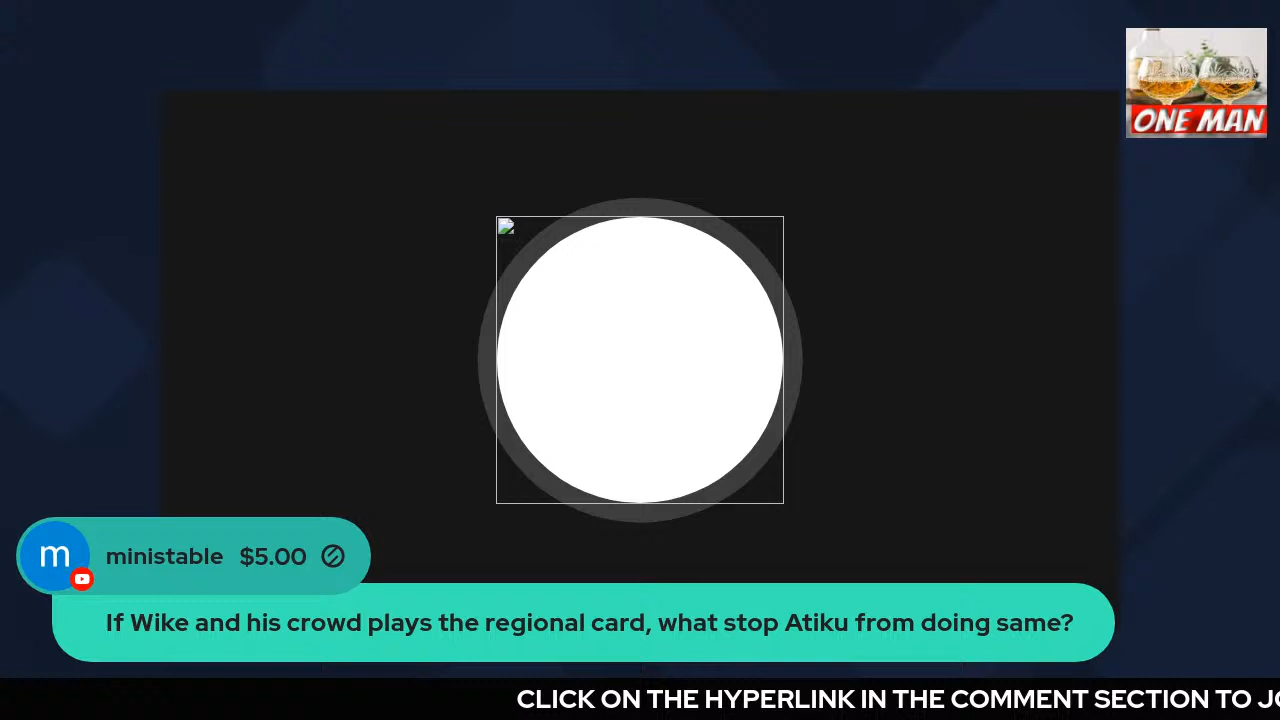 ONE MAN
m
ministable $5.00
If Wike and his crowd plays the regional card, what stop Atiku from doing same?
CLICK ON THE HYPERLINK IN THE COMMENT SECTION TO